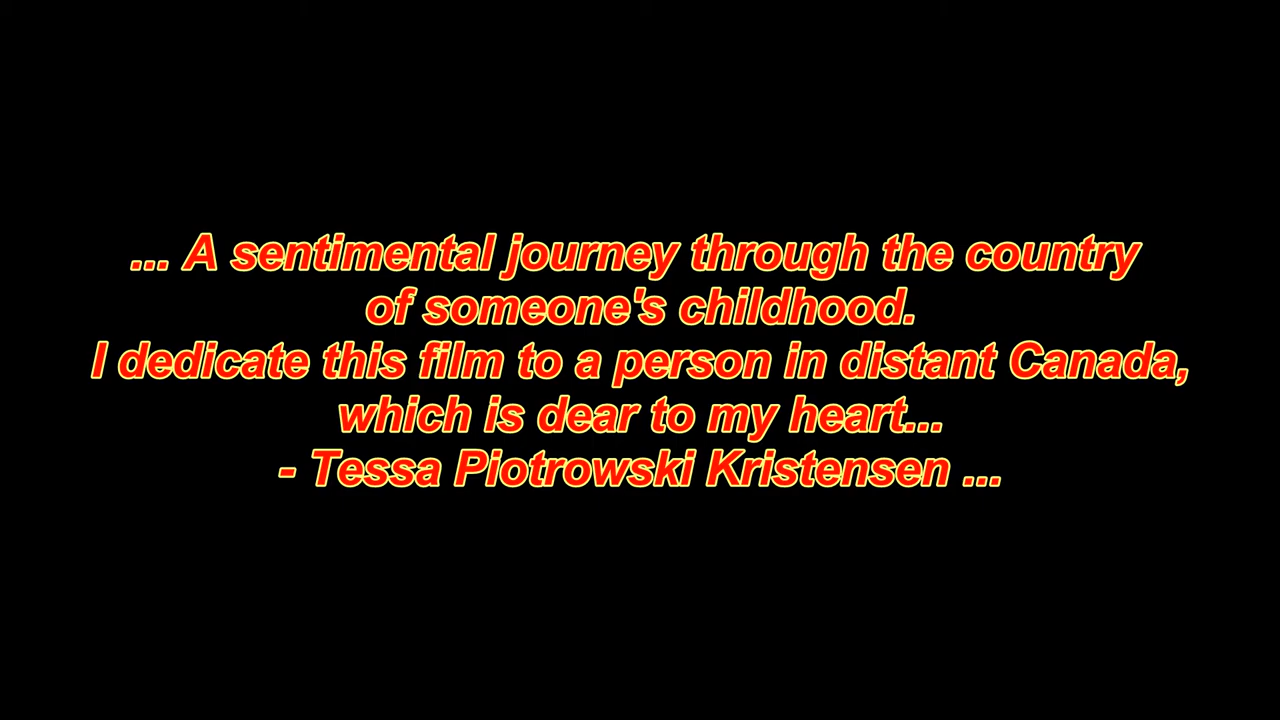 ... A sentimental journey through the country
of someone's childhood.
I dedicate this film to a person in distant Canada,
which is dear to my heart...
- Tessa Piotrowski Kristensen ...